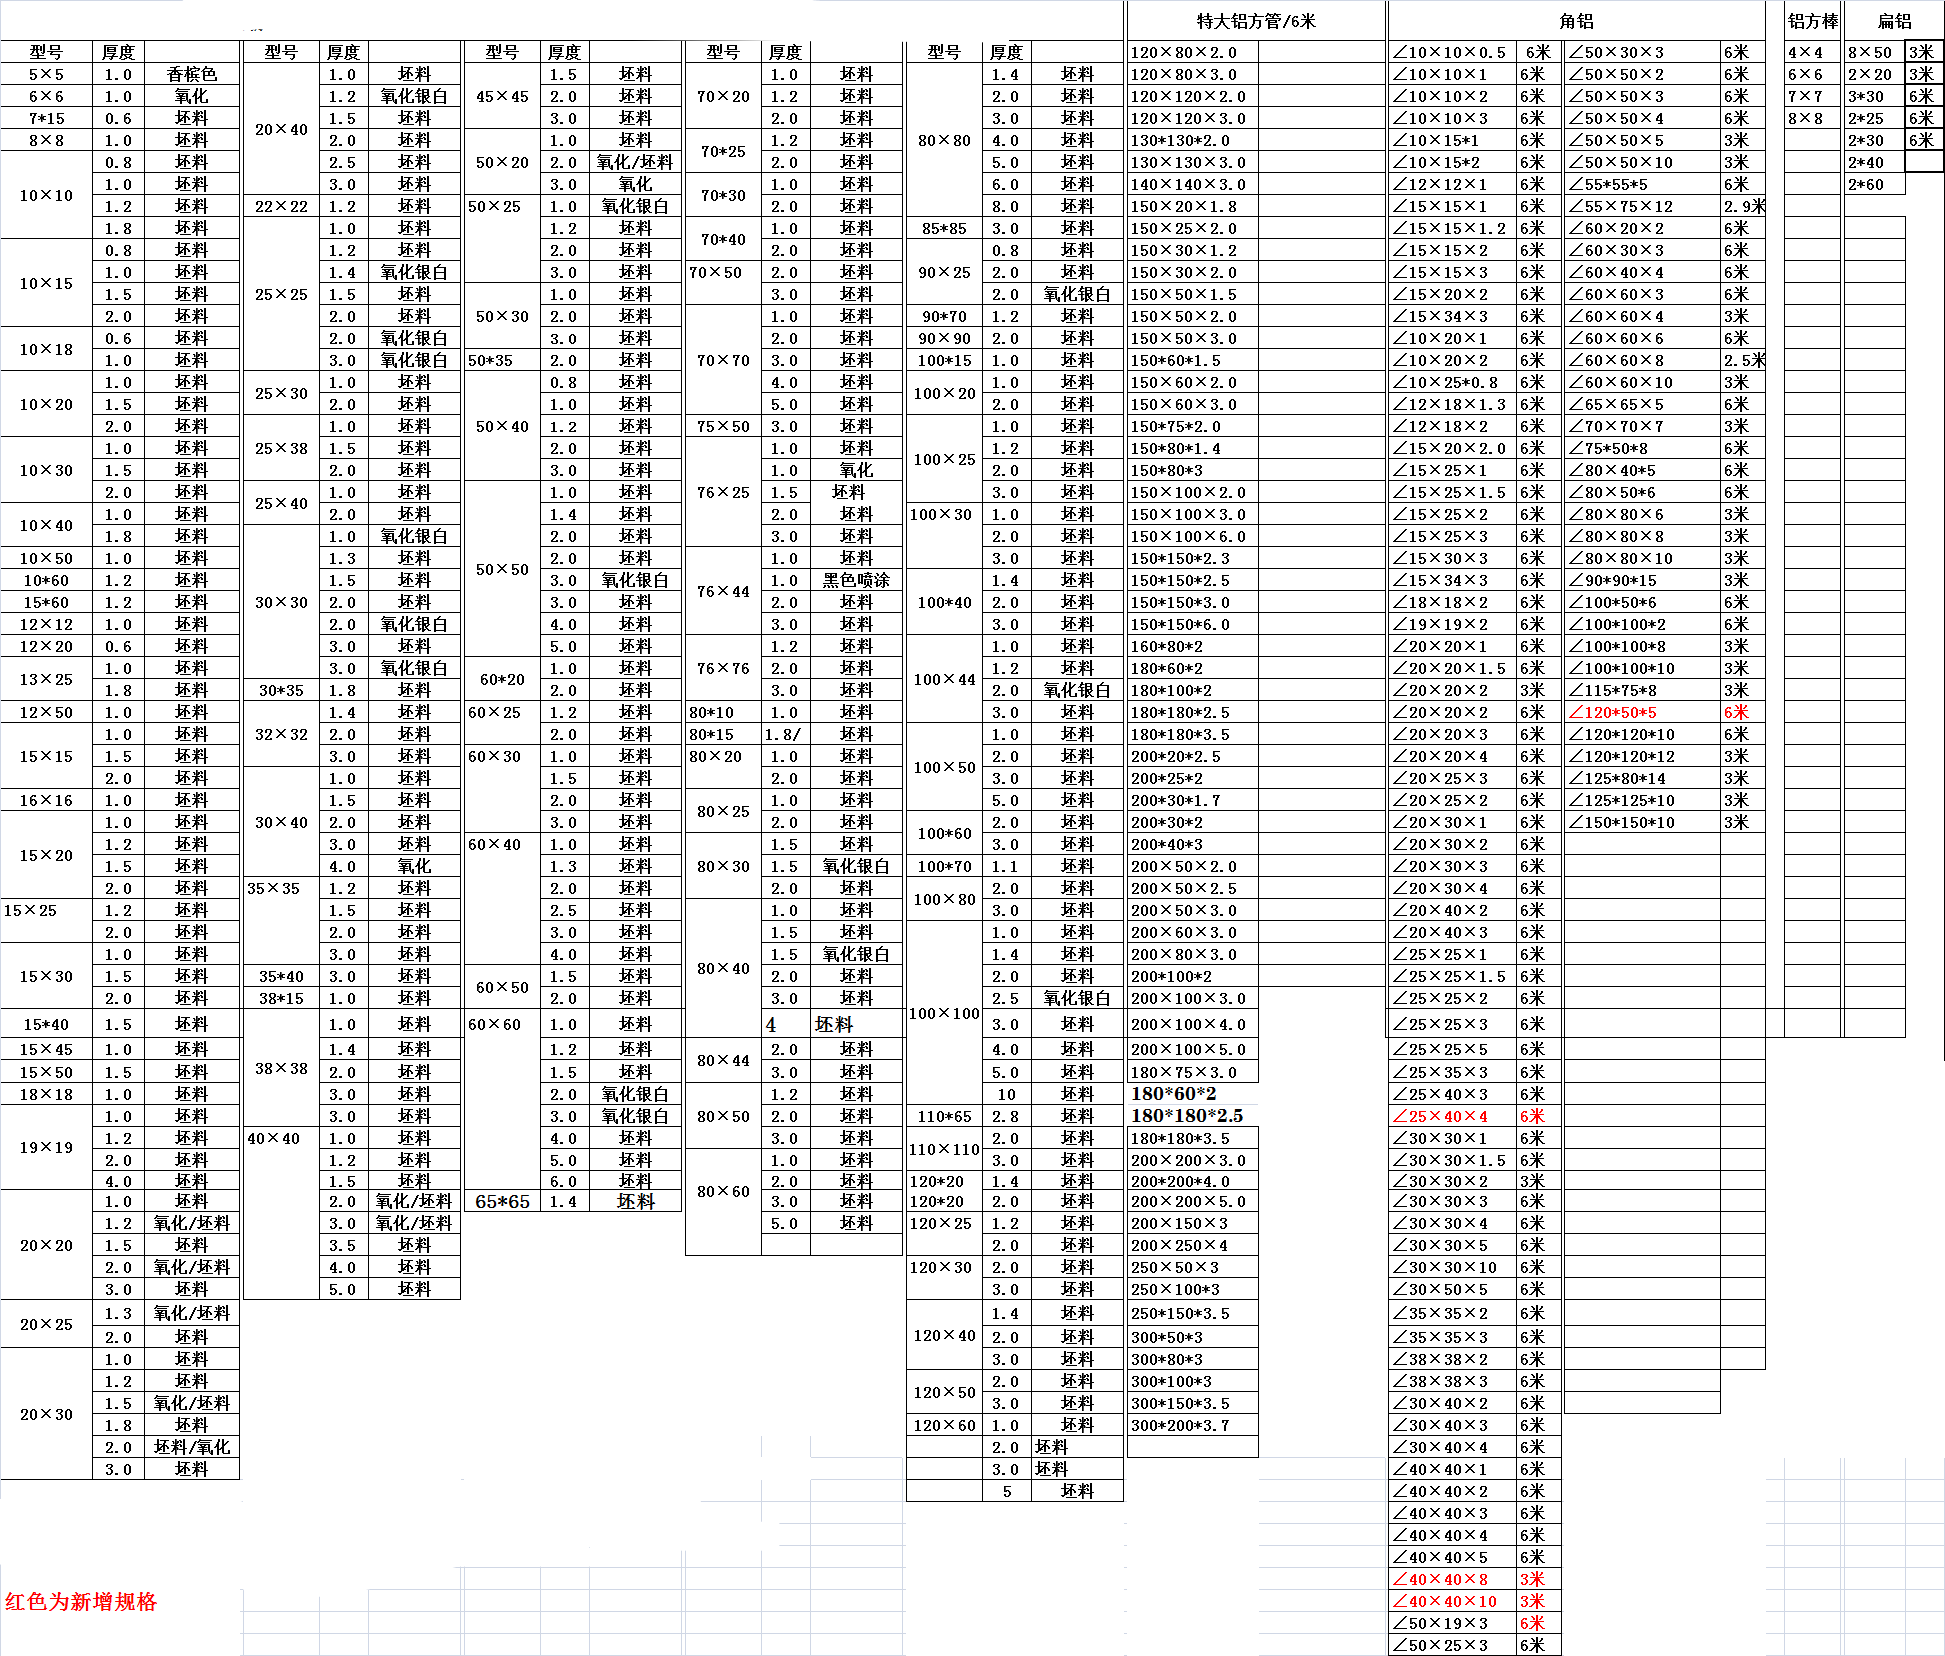 特大铝方管/6米 角铝 铝方棒 扁铝
型号 厚度 型号 厚度 型号 厚度 型号 厚度 型号 厚度 120×80×2.0 ∠10×10×0.5 6米 ∠50×30×3 6米 4×4 8×50 3米
5×5 1.0 香槟色 1.0 坯料 1.5 坯料 1.0 坯料 1.4 坯料 120×80×3.0 ∠10×10×1 6米 ∠50×50×2 6米 6×6 2×20 3米
6×6 1.0 氧化 1.2 氧化银白 45×45 2.0 坯料 70×20 1.2 坯料 2.0 坯料 120×120×2.0 ∠10×10×2 6米 ∠50×50×3 6米 7×7 3*30 6米
7*15 0.6 坯料 1.5 坯料 3.0 坯料 2.0 坯料 3.0 坯料 120×120×3.0 ∠10×10×3 6米 ∠50×50×4 6米 8×8 2*25 6米
8×8 1.0 坯料 20×40 2.0 坯料 1.0 坯料 70*25 1.2 坯料 80×80 4.0 坯料 130*130*2.0 ∠10×15*1 6米 ∠50×50×5 3米 2*30 6米
0.8 坯料 2.5 坯料 50×20 2.0 氧化/坯料 2.0 坯料 5.0 坯料 130×130×3.0 ∠10×15*2 6米 ∠50×50×10 3米 2*40
10×10 1.0 坯料 3.0 坯料 3.0 氧化 70*30 1.0 坯料 6.0 坯料 140×140×3.0 ∠12×12×1 6米 ∠55*55*5 6米 2*60
1.2 坯料 22×22 1.2 坯料 50×25 1.0 氧化银白 2.0 坯料 8.0 坯料 150×20×1.8 ∠15×15×1 6米 ∠55×75×12 2.9米
1.8 坯料 1.0 坯料 1.2 坯料 70*40 1.0 坯料 85*85 3.0 坯料 150×25×2.0 ∠15×15×1.2 6米 ∠60×20×2 6米
0.8 坯料 1.2 坯料 2.0 坯料 2.0 坯料 0.8 坯料 150×30×1.2 ∠15×15×2 6米 ∠60×30×3 6米
10×15 1.0 坯料 1.4 氧化银白 3.0 坯料 70×50 2.0 坯料 90×25 2.0 坯料 150×30×2.0 ∠15×15×3 6米 ∠60×40×4 6米
1.5 坯料 25×25 1.5 坯料 1.0 坯料 3.0 坯料 2.0 氧化银白 150×50×1.5 ∠15×20×2 6米 ∠60×60×3 6米
2.0 坯料 2.0 坯料 50×30 2.0 坯料 1.0 坯料 90*70 1.2 坯料 150×50×2.0 ∠15×34×3 6米 ∠60×60×4 3米
10×18 0.6 坯料 2.0 氧化银白 3.0 坯料 2.0 坯料 90×90 2.0 坯料 150×50×3.0 ∠10×20×1 6米 ∠60×60×6 6米
1.0 坯料 3.0 氧化银白 50*35 2.0 坯料 70×70 3.0 坯料 100*15 1.0 坯料 150*60*1.5 ∠10×20×2 6米 ∠60×60×8 2.5米
1.0 坯料 25×30 1.0 坯料 0.8 坯料 4.0 坯料 100×20 1.0 坯料 150×60×2.0 ∠10×25*0.8 6米 ∠60×60×10 3米
10×20 1.5 坯料 2.0 坯料 1.0 坯料 5.0 坯料 2.0 坯料 150×60×3.0 ∠12×18×1.3 6米 ∠65×65×5 6米
2.0 坯料 1.0 坯料 50×40 1.2 坯料 75×50 3.0 坯料 1.0 坯料 150*75*2.0 ∠12×18×2 6米 ∠70×70×7 3米
1.0 坯料 25×38 1.5 坯料 2.0 坯料 1.0 坯料 100×25 1.2 坯料 150*80*1.4 ∠15×20×2.0 6米 ∠75*50*8 6米
10×30 1.5 坯料 2.0 坯料 3.0 坯料 1.0 氧化 2.0 坯料 150*80*3 ∠15×25×1 6米 ∠80×40*5 6米
2.0 坯料 25×40 1.0 坯料 1.0 坯料 76×25 1.5 坯料 3.0 坯料 150×100×2.0 ∠15×25×1.5 6米 ∠80×50*6 6米
10×40 1.0 坯料 2.0 坯料 1.4 坯料 2.0 坯料 100×30 1.0 坯料 150×100×3.0 ∠15×25×2 6米 ∠80×80×6 3米
1.8 坯料 1.0 氧化银白 2.0 坯料 3.0 坯料 2.0 坯料 150×100×6.0 ∠15×25×3 6米 ∠80×80×8 3米
10×50 1.0 坯料 1.3 坯料 2.0 坯料 1.0 坯料 3.0 坯料 150*150*2.3 ∠15×30×3 6米 ∠80×80×10 3米
10*60 1.2 坯料 1.5 坯料 50×50 3.0 氧化银白 76×44 1.0 黑色喷涂 1.4 坯料 150*150*2.5 ∠15×34×3 6米 ∠90*90*15 3米
15*60 1.2 坯料 30×30 2.0 坯料 3.0 坯料 2.0 坯料 100*40 2.0 坯料 150*150*3.0 ∠18×18×2 6米 ∠100*50*6 6米
12×12 1.0 坯料 2.0 氧化银白 4.0 坯料 3.0 坯料 3.0 坯料 150*150*6.0 ∠19×19×2 6米 ∠100*100*2 6米
12×20 0.6 坯料 3.0 坯料 5.0 坯料 1.2 坯料 1.0 坯料 160*80*2 ∠20×20×1 6米 ∠100*100*8 3米
13×25 1.0 坯料 3.0 氧化银白 60*20 1.0 坯料 76×76 2.0 坯料 100×44 1.2 坯料 180*60*2 ∠20×20×1.5 6米 ∠100*100*10 3米
1.8 坯料 30*35 1.8 坯料 2.0 坯料 3.0 坯料 2.0 氧化银白 180*100*2 ∠20×20×2 3米 ∠115*75*8 3米
12×50 1.0 坯料 1.4 坯料 60×25 1.2 坯料 80*10 1.0 坯料 3.0 坯料 180*180*2.5 ∠20×20×2 6米 ∠120*50*5 6米
1.0 坯料 32×32 2.0 坯料 2.0 坯料 80*15 1.8/ 坯料 1.0 坯料 180*180*3.5 ∠20×20×3 6米 ∠120*120*10 6米
15×15 1.5 坯料 3.0 坯料 60×30 1.0 坯料 80×20 1.0 坯料 100×50 2.0 坯料 200*20*2.5 ∠20×20×4 6米 ∠120*120*12 3米
2.0 坯料 1.0 坯料 1.5 坯料 2.0 坯料 3.0 坯料 200*25*2 ∠20×25×3 6米 ∠125*80*14 3米
16×16 1.0 坯料 1.5 坯料 2.0 坯料 80×25 1.0 坯料 5.0 坯料 200*30*1.7 ∠20×25×2 6米 ∠125*125*10 3米
1.0 坯料 30×40 2.0 坯料 3.0 坯料 2.0 坯料 100*60 2.0 坯料 200*30*2 ∠20×30×1 6米 ∠150*150*10 3米
1.2 坯料 3.0 坯料 60×40 1.0 坯料 1.5 坯料 3.0 坯料 200*40*3 ∠20×30×2 6米
15×20 1.5 坯料 4.0 氧化 1.3 坯料 80×30 1.5 氧化银白 100*70 1.1 坯料 200×50×2.0 ∠20×30×3 6米
2.0 坯料 35×35 1.2 坯料 2.0 坯料 2.0 坯料 100×80 2.0 坯料 200×50×2.5 ∠20×30×4 6米
15×25 1.2 坯料 1.5 坯料 2.5 坯料 1.0 坯料 3.0 坯料 200×50×3.0 ∠20×40×2 6米
2.0 坯料 2.0 坯料 3.0 坯料 1.5 坯料 1.0 坯料 200×60×3.0 ∠20×40×3 6米
1.0 坯料 3.0 坯料 4.0 坯料 1.5 氧化银白 1.4 坯料 200×80×3.0 ∠25×25×1 6米
15×30 1.5 坯料 35*40 3.0 坯料 60×50 1.5 坯料 80×40 2.0 坯料 2.0 坯料 200*100*2 ∠25×25×1.5 6米
2.0 坯料 38*15 1.0 坯料 2.0 坯料 3.0 坯料 2.5 氧化银白 200×100×3.0 ∠25×25×2 6米
15*40 1.5 坯料 1.0 坯料 60×60 1.0 坯料 4 坯料 100×100 3.0 坯料 200×100×4.0 ∠25×25×3 6米
15×45 1.0 坯料 1.4 坯料 1.2 坯料 80×44 2.0 坯料 4.0 坯料 200×100×5.0 ∠25×25×5 6米
15×50 1.5 坯料 38×38 2.0 坯料 1.5 坯料 3.0 坯料 5.0 坯料 180×75×3.0 ∠25×35×3 6米
18×18 1.0 坯料 3.0 坯料 2.0 氧化银白 1.2 坯料 10 坯料 180*60*2 ∠25×40×3 6米
1.0 坯料 3.0 坯料 3.0 氧化银白 80×50 2.0 坯料 110*65 2.8 坯料 180*180*2.5 ∠25×40×4 6米
19×19 1.2 坯料 40×40 1.0 坯料 4.0 坯料 3.0 坯料 110×110 2.0 坯料 180*180*3.5 ∠30×30×1 6米
2.0 坯料 1.2 坯料 5.0 坯料 1.0 坯料 3.0 坯料 200×200×3.0 ∠30×30×1.5 6米
4.0 坯料 1.5 坯料 6.0 坯料 80×60 2.0 坯料 120*20 1.4 坯料 200*200*4.0 ∠30×30×2 3米
1.0 坯料 2.0 氧化/坯料 65*65 1.4 坯料 3.0 坯料 120*20 2.0 坯料 200×200×5.0 ∠30×30×3 6米
1.2 氧化/坯料 3.0 氧化/坯料 5.0 坯料 120×25 1.2 坯料 200×150×3 ∠30×30×4 6米
20×20 1.5 坯料 3.5 坯料 2.0 坯料 200×250×4 ∠30×30×5 6米
2.0 氧化/坯料 4.0 坯料 120×30 2.0 坯料 250×50×3 ∠30×30×10 6米
3.0 坯料 5.0 坯料 3.0 坯料 250×100*3 ∠30×50×5 6米
20×25 1.3 氧化/坯料 1.4 坯料 250*150*3.5 ∠35×35×2 6米
2.0 坯料 120×40 2.0 坯料 300*50*3 ∠35×35×3 6米
1.0 坯料 3.0 坯料 300*80*3 ∠38×38×2 6米
1.2 坯料 120×50 2.0 坯料 300*100*3 ∠38×38×3 6米
1.5 氧化/坯料 3.0 坯料 300*150*3.5 ∠30×40×2 6米
20×30 1.8 坯料 120×60 1.0 坯料 300*200*3.7 ∠30×40×3 6米
2.0 坯料/氧化 2.0 坯料 ∠30×40×4 6米
3.0 坯料 3.0 坯料 ∠40×40×1 6米
5 坯料 ∠40×40×2 6米
∠40×40×3 6米
∠40×40×4 6米
∠40×40×5 6米
∠40×40×8 3米
红色为新增规格 ∠40×40×10 3米
∠50×19×3 6米
∠50×25×3 6米